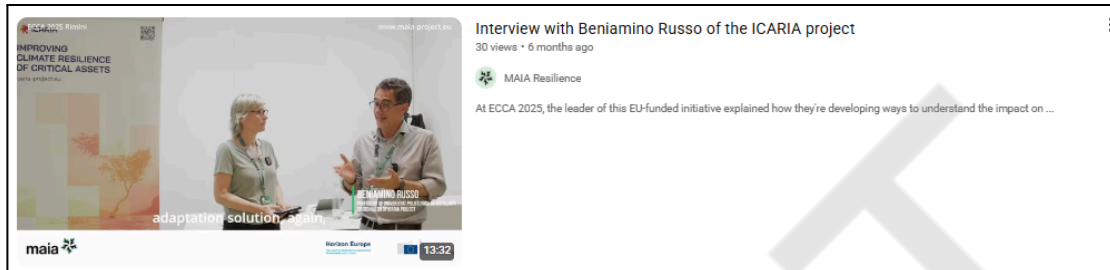 ECCA 2025 Rimini
www.maia-project.eu
IMPROVING
CLIMATE RESILIENCE
OF CRITICAL ASSETS
BENIAMINO RUSSO
adaptation solution, again,
maia
Horizon Europe
13:32
Interview with Beniamino Russo of the ICARIA project
30 views • 6 months ago
MAIA Resilience
At ECCA 2025, the leader of this EU-funded initiative explained how they're developing ways to understand the impact on ...